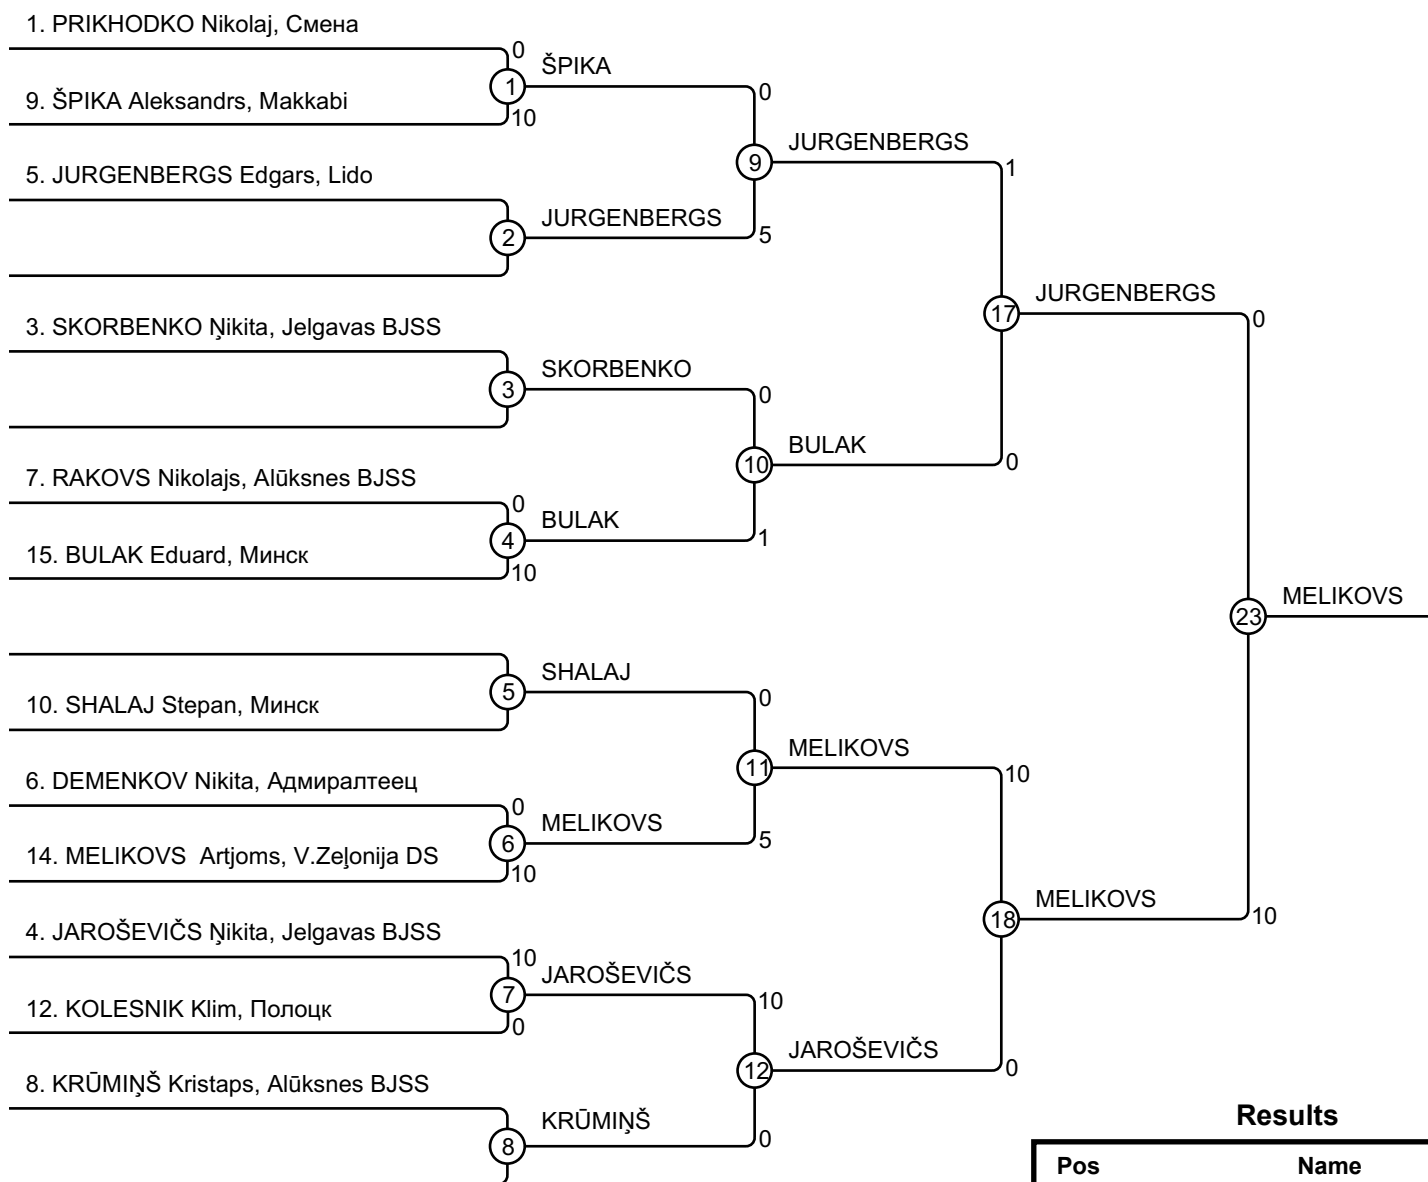 1. PRIKHODKO Nikolaj, Смена
0
ŠPIKA
1
0
9. ŠPIKA Aleksandrs, Makkabi
10
JURGENBERGS
9
1
5. JURGENBERGS Edgars, Lido
JURGENBERGS
5
2
JURGENBERGS
17
0
3. SKORBENKO Ņikita, Jelgavas BJSS
SKORBENKO
3
0
BULAK
10
0
7. RAKOVS Nikolajs, Alūksnes BJSS
0
BULAK
4
1
15. BULAK Eduard, Минск
10
MELIKOVS
23
SHALAJ
5
0
10. SHALAJ Stepan, Минск
MELIKOVS
11
10
6. DEMENKOV Nikita, Адмиралтеец
0
MELIKOVS
6
5
14. MELIKOVS Artjoms, V.Zeļonija DS
10
MELIKOVS
18
10
4. JAROŠEVIČS Ņikita, Jelgavas BJSS
10
JAROŠEVIČS
7
10
12. KOLESNIK Klim, Полоцк
0
JAROŠEVIČS
12
0
8. KRŪMIŅŠ Kristaps, Alūksnes BJSS
KRŪMIŅŠ
8
0
Results
Pos Name